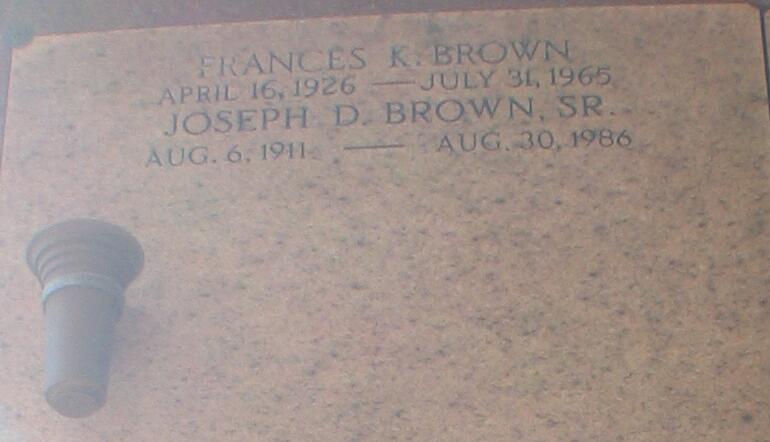 FRANCES K. BROWN
APRIL 16, 1926 — JULY 31, 1965
JOSEPH D. BROWN, SR.
AUG. 6, 1911 — AUG. 30, 1986